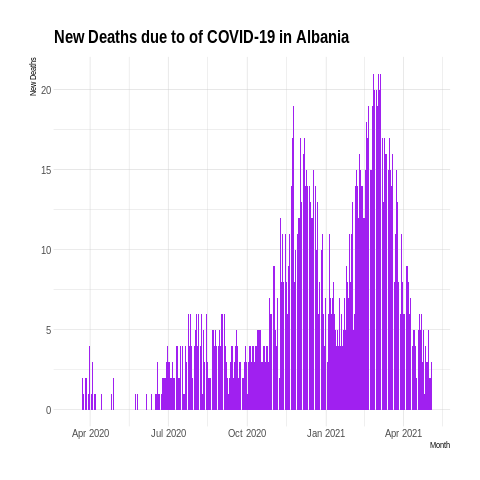 New Deaths due to of COVID-19 in Albania
New Deaths
20
15
10
5
0
Apr 2020 Jul 2020 Oct 2020 Jan 2021 Apr 2021
Month